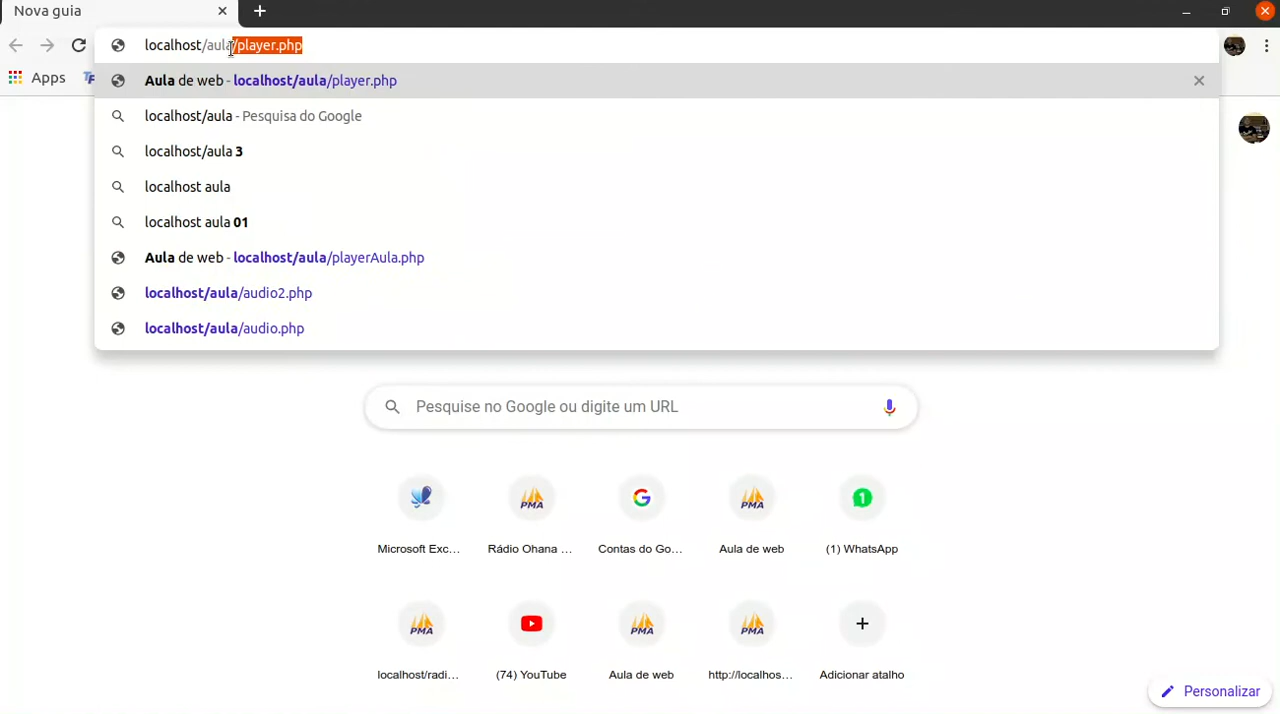 Nova guia
localhost/aula/player.php
Apps
Aula de web - localhost/aula/player.php
localhost/aula - Pesquisa do Google
localhost/aula 3
localhost aula
localhost aula 01
Aula de web - localhost/aula/playerAula.php
localhost/aula/audio2.php
localhost/aula/audio.php
Pesquise no Google ou digite um URL
PMA
PMA
Microsoft Exc...
Rádio Ohana ...
Contas do Go...
Aula de web
(1) WhatsApp
PMA
PMA
PMA
localhost/radi...
(74) YouTube
Aula de web
http://localhos...
Adicionar atalho
Personalizar